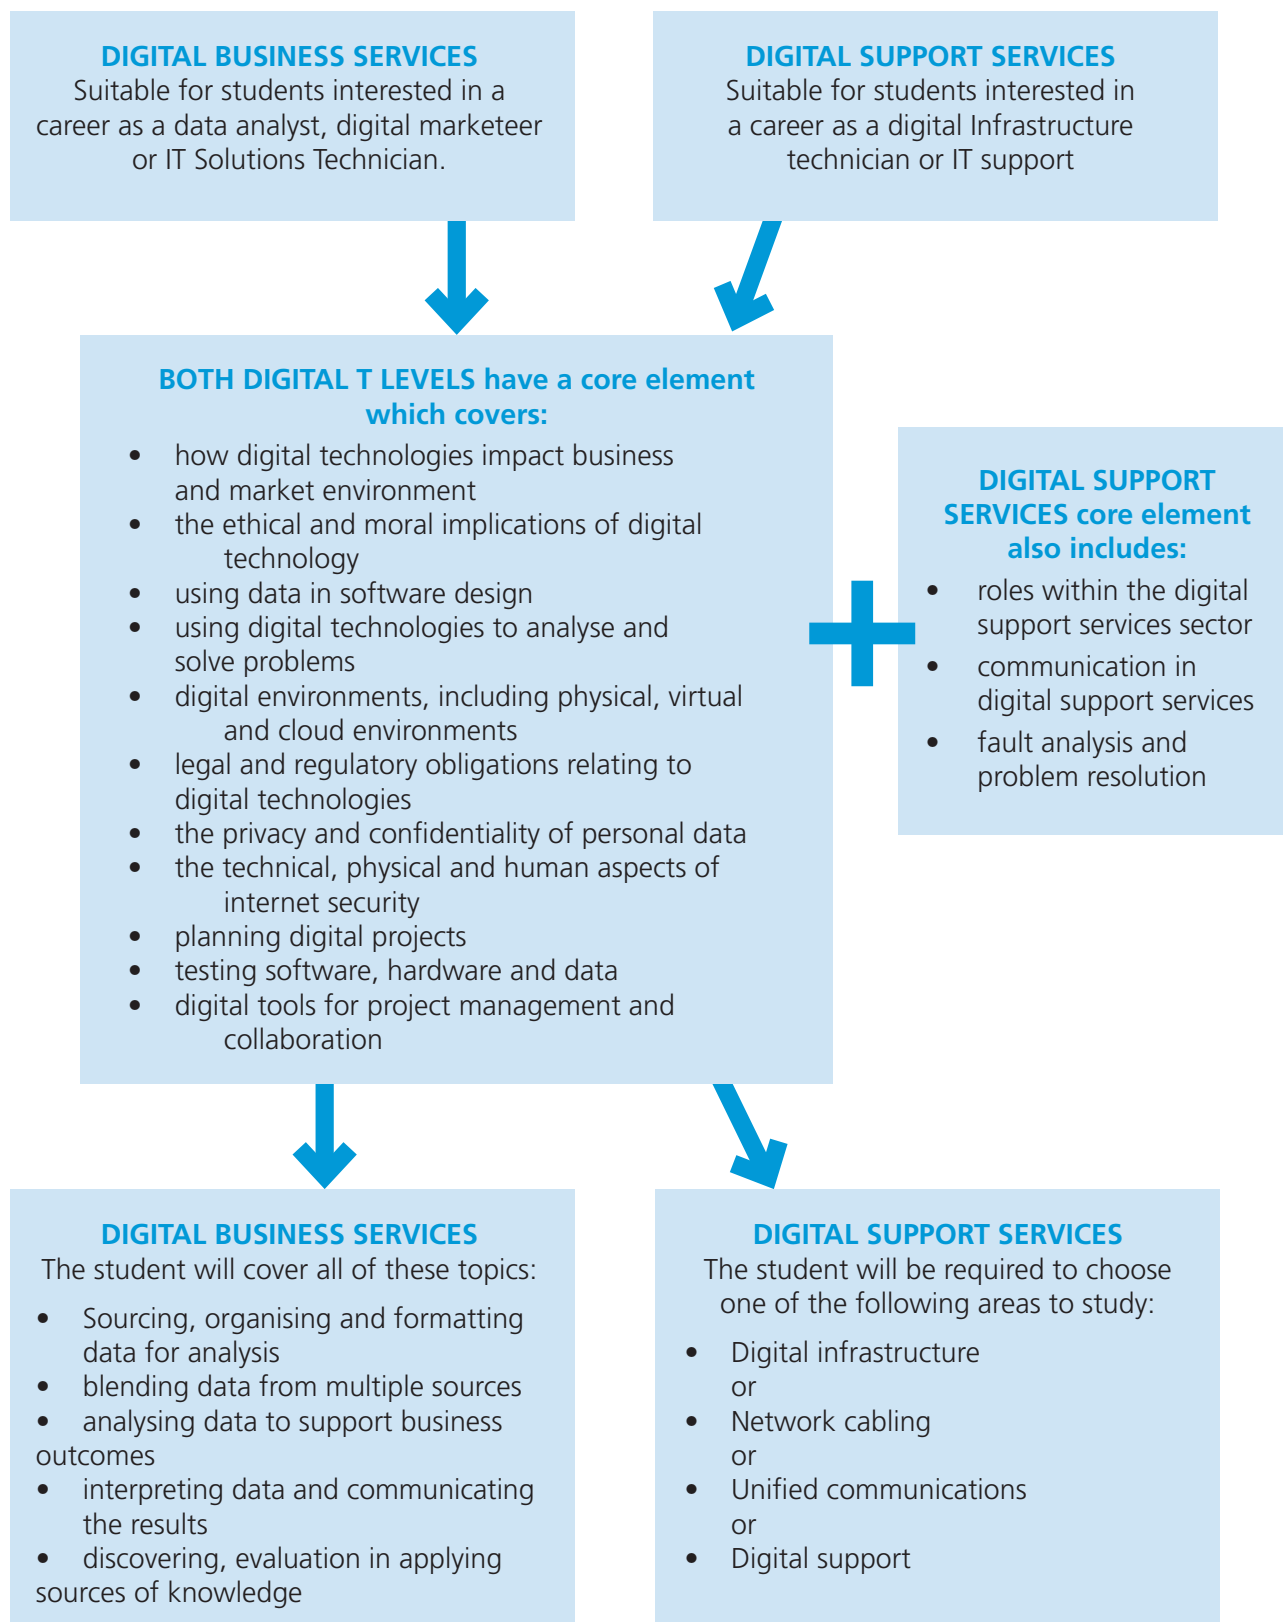 DIGITAL BUSINESS SERVICES
Suitable for students interested in a
career as a data analyst, digital marketeer
or IT Solutions Technician.
DIGITAL SUPPORT SERVICES
Suitable for students interested in
a career as a digital Infrastructure
technician or IT support
BOTH DIGITAL T LEVELS have a core element
which covers:
• how digital technologies impact business
and market environment
• the ethical and moral implications of digital
technology
• using data in software design
• using digital technologies to analyse and
solve problems
• digital environments, including physical, virtual
and cloud environments
• legal and regulatory obligations relating to
digital technologies
• the privacy and confidentiality of personal data
• the technical, physical and human aspects of
internet security
• planning digital projects
• testing software, hardware and data
• digital tools for project management and
collaboration
DIGITAL SUPPORT
SERVICES core element
also includes:
• roles within the digital
support services sector
• communication in
digital support services
• fault analysis and
problem resolution
DIGITAL BUSINESS SERVICES
The student will cover all of these topics:
• Sourcing, organising and formatting
data for analysis
• blending data from multiple sources
• analysing data to support business
outcomes
• interpreting data and communicating
the results
• discovering, evaluation in applying
sources of knowledge
DIGITAL SUPPORT SERVICES
The student will be required to choose
one of the following areas to study:
• Digital infrastructure
or
• Network cabling
or
• Unified communications
or
• Digital support